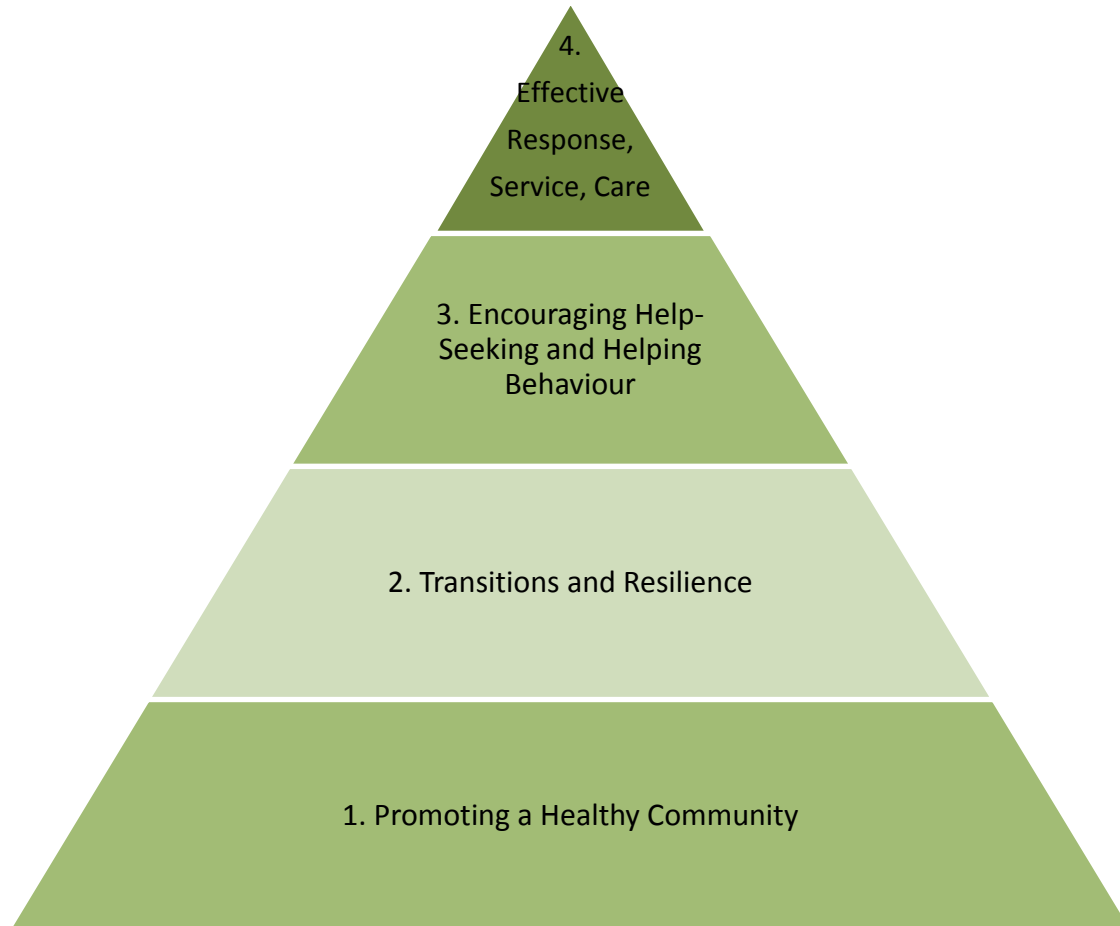 4.
Effective
Response,
Service, Care
3. Encouraging Help-
Seeking and Helping
Behaviour
2. Transitions and Resilience
1. Promoting a Healthy Community